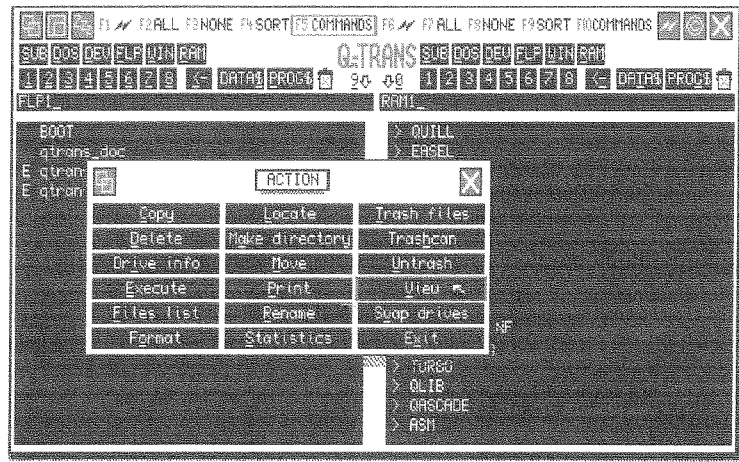 F1 F2ALL F3NONE F4SORT F5COMMANDS F6 F7ALL F8NONE F9SORT F10COMMANDS
SUB DOS DEV FLP WIN RAM Q-TRANS SUB DOS DEV FLP WIN RAM
1 2 3 4 5 6 7 8 <- DATA$ PROG$ 1 2 3 4 5 6 7 8 <- DATA$ PROG$
FLP1_ RAM1_
BOOT > QUILL
qtrans_doc > EASEL
E qtran
E qtran
ACTION
Copy Locate Trash files
Delete Make directory Trashcan
Drive info Move Untrash
Execute Print View
Files list Rename Swap drives
Format Statistics Exit
NF
> TURBO
> QLIB
> QASCADE
> ASM